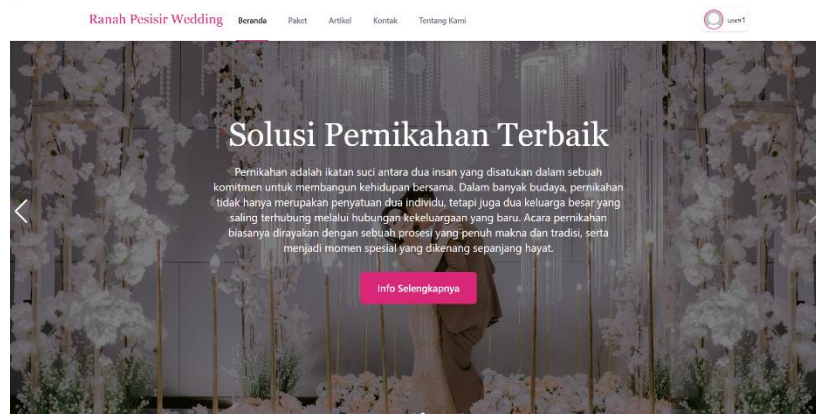 Ranah Pesisir Wedding Beranda Paket Artikel Kontak Tentang Kami user1
Solusi Pernikahan Terbaik
Pernikahan adalah ikatan suci antara dua insan yang disatukan dalam sebuah
komitmen untuk membangun kehidupan bersama. Dalam banyak budaya, pernikahan
tidak hanya merupakan penyatuan dua individu, tetapi juga dua keluarga besar yang
saling terhubung melalui hubungan kekeluargaan yang baru. Acara pernikahan
biasanya dirayakan dengan sebuah prosesi yang penuh makna dan tradisi, serta
menjadi momen spesial yang dikenang sepanjang hayat.
Info Selengkapnya